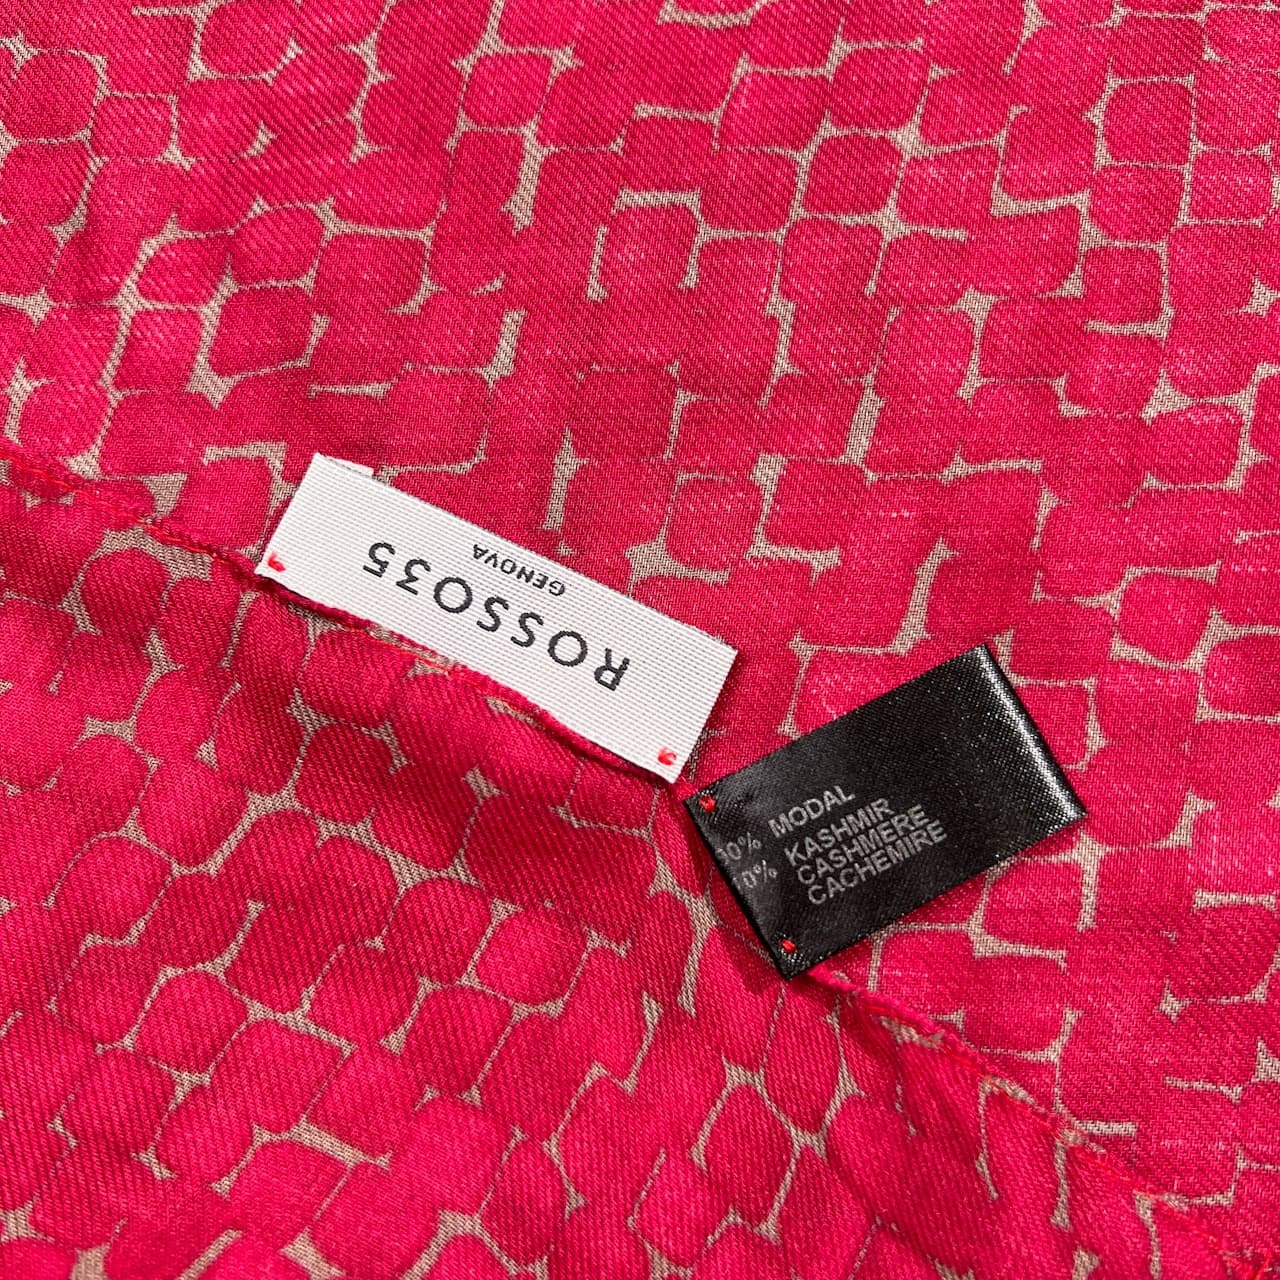 ROSSO35
GENOVA
MODAL
KASHMIR
CASHMERE
CACHEMIRE